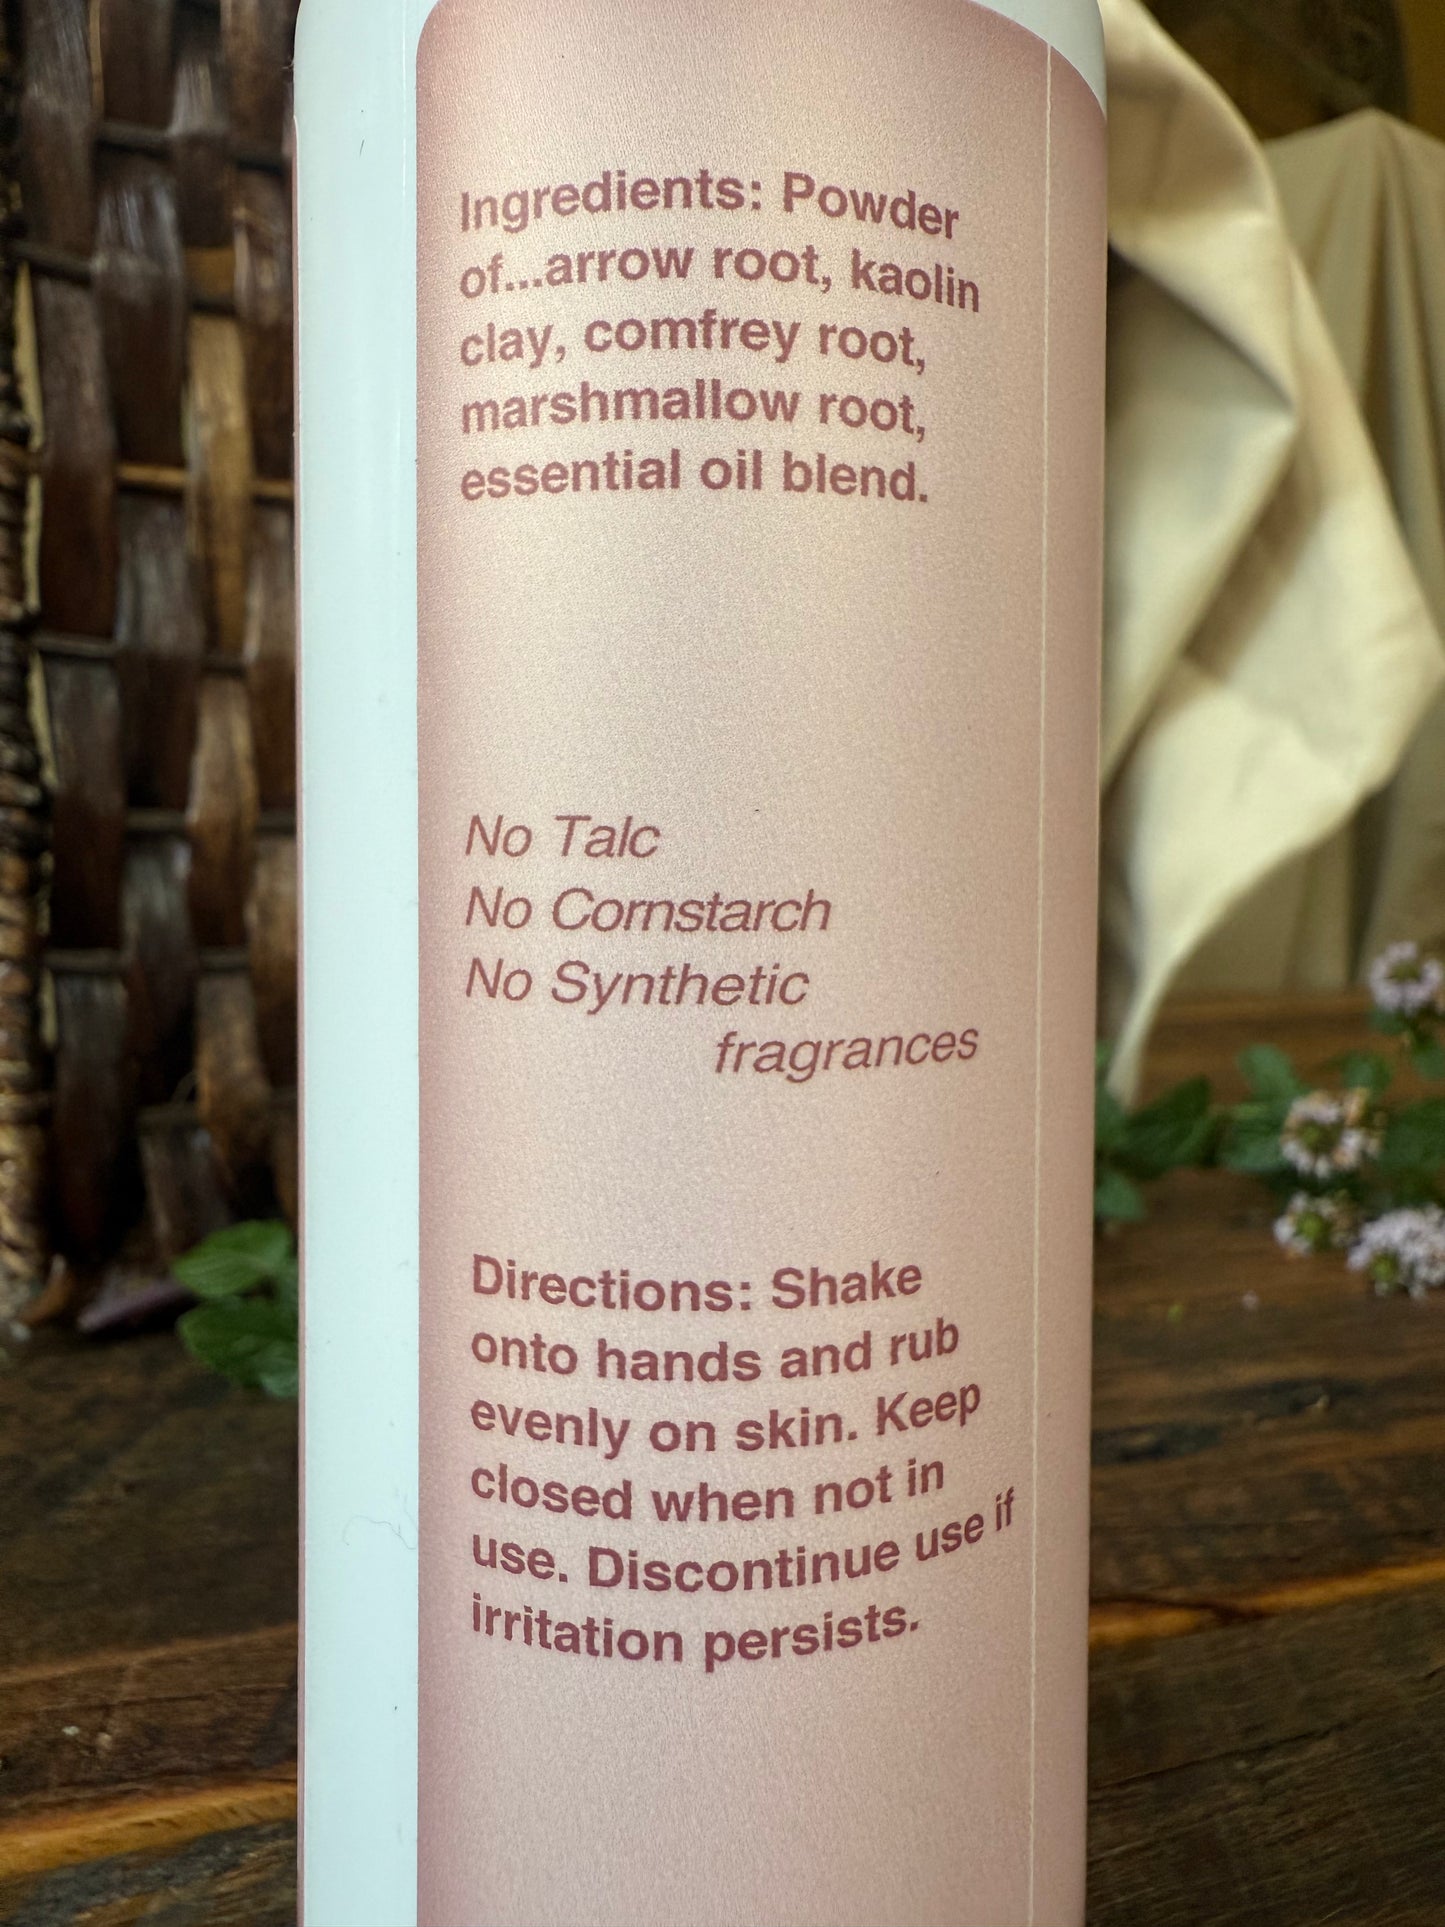 Ingredients: Powder
of...arrow root, kaolin
clay, comfrey root,
marshmallow root,
essential oil blend.
No Talc
No Cornstarch
No Synthetic
fragrances
Directions: Shake
onto hands and rub
evenly on skin. Keep
closed when not in
use. Discontinue use if
irritation persists.